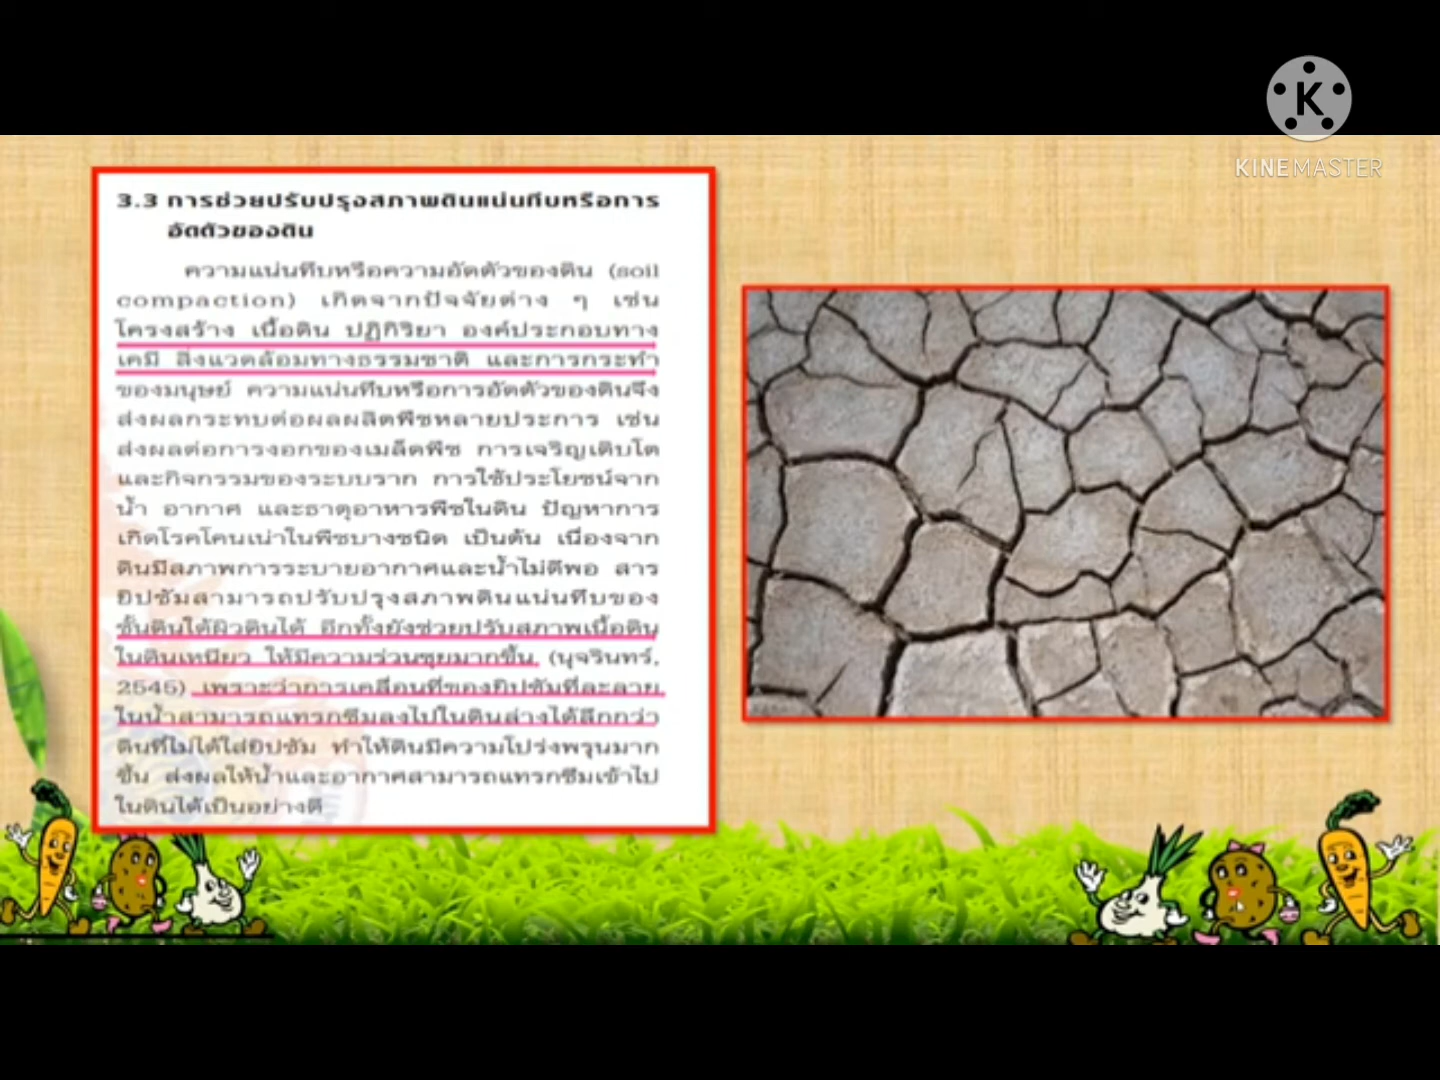 KINEMASTER
3.3 การช่วยปรับปรุงสภาพดินแน่นทึบหรือการ
อัดตัวของดิน
ความแน่นทึบหรือความอัดตัวของดิน (soil
compaction) เกิดจากปัจจัยต่าง ๆ เช่น
โครงสร้าง เนื้อดิน ปฏิกิริยา องค์ประกอบทาง
เคมี สิ่งแวดล้อมทางธรรมชาติ และการกระทำ
ของมนุษย์ ความแน่นทึบหรือการอัดตัวของดินจึง
ส่งผลกระทบต่อผลผลิตพืชหลายประการ เช่น
ส่งผลต่อการงอกของเมล็ดพืช การเจริญเติบโต
และกิจกรรมของระบบราก การใช้ประโยชน์จาก
น้ำ อากาศ และธาตุอาหารพืชในดิน ปัญหาการ
เกิดโรคโคนเน่าในพืชบางชนิด เป็นต้น เนื่องจาก
ดินมีสภาพการระบายอากาศและน้ำไม่ดีพอ สาร
ยิปซัมสามารถปรับปรุงสภาพดินแน่นทึบของ
ชั้นดินใต้ผิวดินได้ อีกทั้งยังช่วยปรับสภาพเนื้อดิน
ในดินเหนียว ให้มีความร่วนซุยมากขึ้น (นุจรินทร์,
2545) เพราะว่าการเคลื่อนที่ของยิปซัมที่ละลาย
ในน้ำสามารถแทรกซึมลงไปในดินล่างได้ลึกกว่า
ดินที่ไม่ได้ใส่ยิปซัม ทำให้ดินมีความโปร่งพรุนมาก
ขึ้น ส่งผลให้น้ำและอากาศสามารถแทรกซึมเข้าไป
ในดินได้เป็นอย่างดี